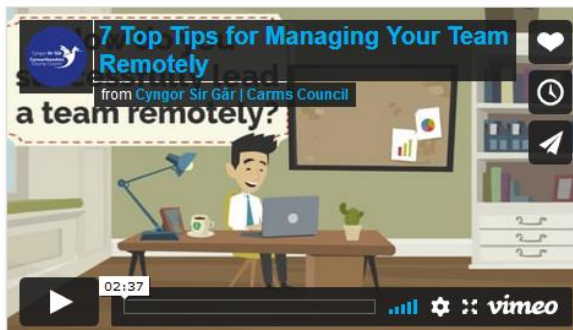 7 Top Tips for Managing Your Team
Remotely
from Cyngor Sir Gâr | Carms Council
a team remotely?
02:37
vimeo